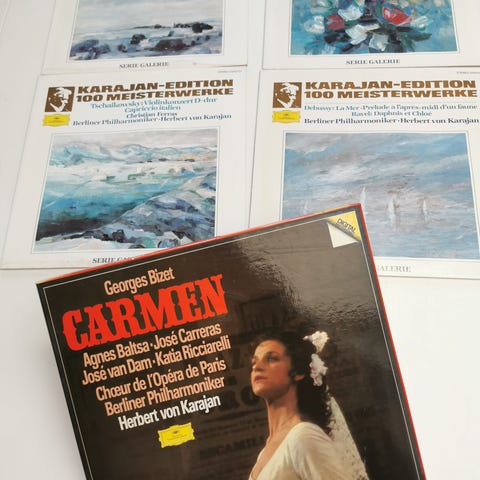 SERIE GALERIE
SERIE GALERIE
KARAJAN-EDITION
100 MEISTERWERKE
Tschaikowsky: Violinkonzert D-dur
Capriccio italien
Christian Ferras
Berliner Philharmoniker · Herbert von Karajan
KARAJAN-EDITION
100 MEISTERWERKE
Debussy: La Mer · Prélude à l'après-midi d'un faune
Ravel: Daphnis et Chloé
Berliner Philharmoniker · Herbert von Karajan
SERIE
SERIE GALERIE
DIGITAL
Georges Bizet
CARMEN
Agnes Baltsa · José Carreras
José van Dam · Katia Ricciarelli
Chœur de l'Opéra de Paris
Berliner Philharmoniker
Herbert von Karajan